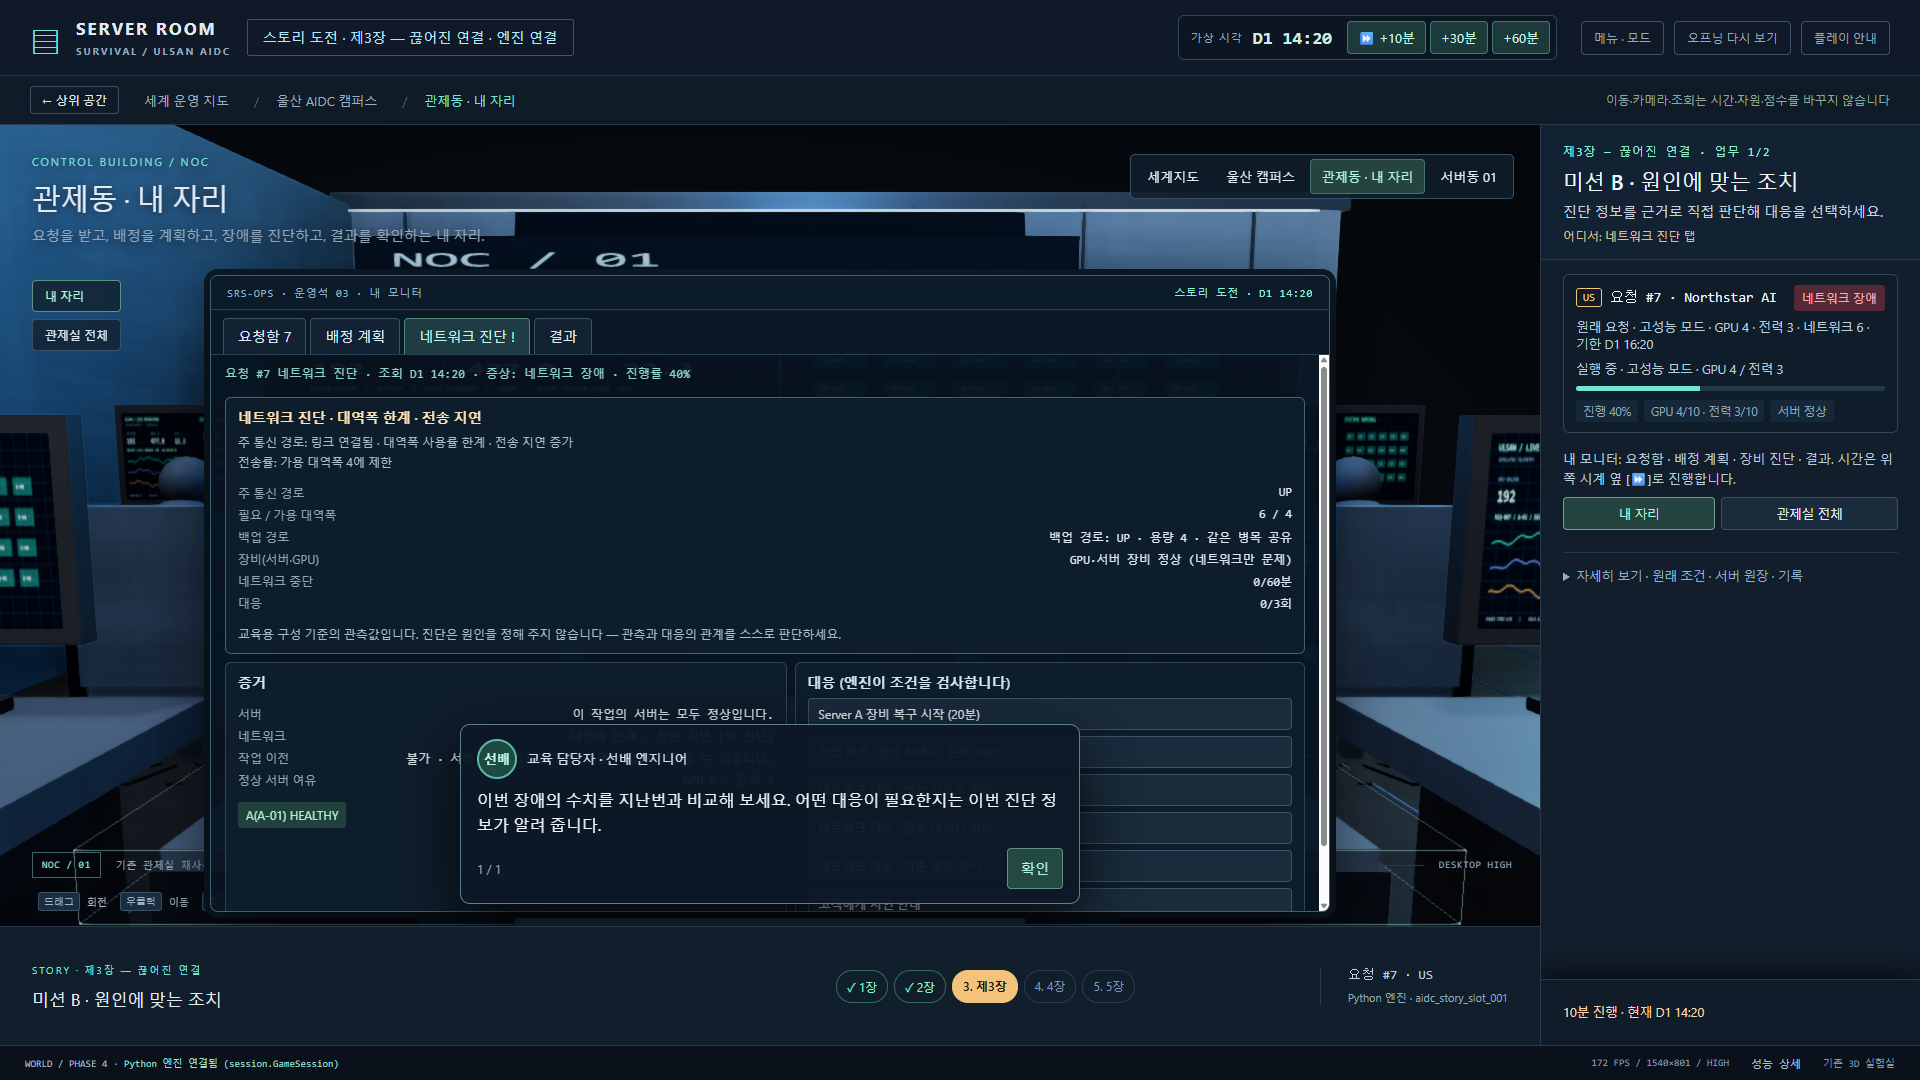 SERVER ROOM
SURVIVAL / ULSAN AIDC
스토리 도전 · 제3장 — 끊어진 연결 · 엔진 연결
가상 시각 D1 14:20 ⏩ +10분 +30분 +60분
메뉴 · 모드
오프닝 다시 보기
플레이 안내
← 상위 공간
세계 운영 지도 / 울산 AIDC 캠퍼스 / 관제동 · 내 자리
이동·카메라·조회는 시간·자원·점수를 바꾸지 않습니다
CONTROL BUILDING / NOC
관제동 · 내 자리
요청을 받고, 배정을 계획하고, 장애를 진단하고, 결과를 확인하는 내 자리.
세계지도 울산 캠퍼스 관제동 · 내 자리 서버동 01
내 자리
관제실 전체
NOC / 01
SRS-OPS · 운영석 03 · 내 모니터
스토리 도전 · D1 14:20
요청함 7 배정 계획 네트워크 진단 ! 결과
요청 #7 네트워크 진단 · 조회 D1 14:20 · 증상: 네트워크 장애 · 진행률 40%
네트워크 진단 · 대역폭 한계 · 전송 지연
주 통신 경로: 링크 연결됨 · 대역폭 사용률 한계 · 전송 지연 증가
전송률: 가용 대역폭 4에 제한
주 통신 경로 UP
필요 / 가용 대역폭 6 / 4
백업 경로 백업 경로: UP · 용량 4 · 같은 병목 공유
장비(서버·GPU) GPU·서버 장비 정상 (네트워크만 문제)
네트워크 중단 0/60분
대응 0/3회
교육용 구성 기준의 관측값입니다. 진단은 원인을 정해 주지 않습니다 — 관측과 대응의 관계를 스스로 판단하세요.
증거
서버 이 작업의 서버는 모두 정상입니다.
네트워크 대역폭 한계 · 전송 지연 (위 진단)
작업 이전 불가 ·
정상 서버 여유
A(A-01) HEALTHY
대응 (엔진이 조건을 검사합니다)
Server A 장비 복구 시작 (20분)
고객에게 지연 안내
선배 교육 담당자 · 선배 엔지니어
이번 장애의 수치를 지난번과 비교해 보세요. 어떤 대응이 필요한지는 이번 진단 정
보가 알려 줍니다.
1 / 1
확인
NOC / 01
기존 관제실 재사
드래그 회전 우클릭 이동
DESKTOP HIGH
192
제3장 — 끊어진 연결 · 업무 1/2
미션 B · 원인에 맞는 조치
진단 정보를 근거로 직접 판단해 대응을 선택하세요.
어디서: 네트워크 진단 탭
US 요청 #7 · Northstar AI 네트워크 장애
원래 요청 · 고성능 모드 · GPU 4 · 전력 3 · 네트워크 6 ·
기한 D1 16:20
실행 중 · 고성능 모드 · GPU 4 / 전력 3
진행 40% GPU 4/10 · 전력 3/10 서버 정상
내 모니터: 요청함 · 배정 계획 · 장비 진단 · 결과. 시간은 위
쪽 시계 옆 [⏩]로 진행합니다.
내 자리
관제실 전체
▶ 자세히 보기 · 원래 조건 · 서버 원장 · 기록
10분 진행 · 현재 D1 14:20
STORY · 제3장 — 끊어진 연결
미션 B · 원인에 맞는 조치
✓ 1장 ✓ 2장 3. 제3장 4. 4장 5. 5장
요청 #7 · US
Python 엔진 · aidc_story_slot_001
WORLD / PHASE 4 · Python 엔진 연결됨 (session.GameSession)
172 FPS / 1540×801 / HIGH
성능 상세
기존 3D 실험실